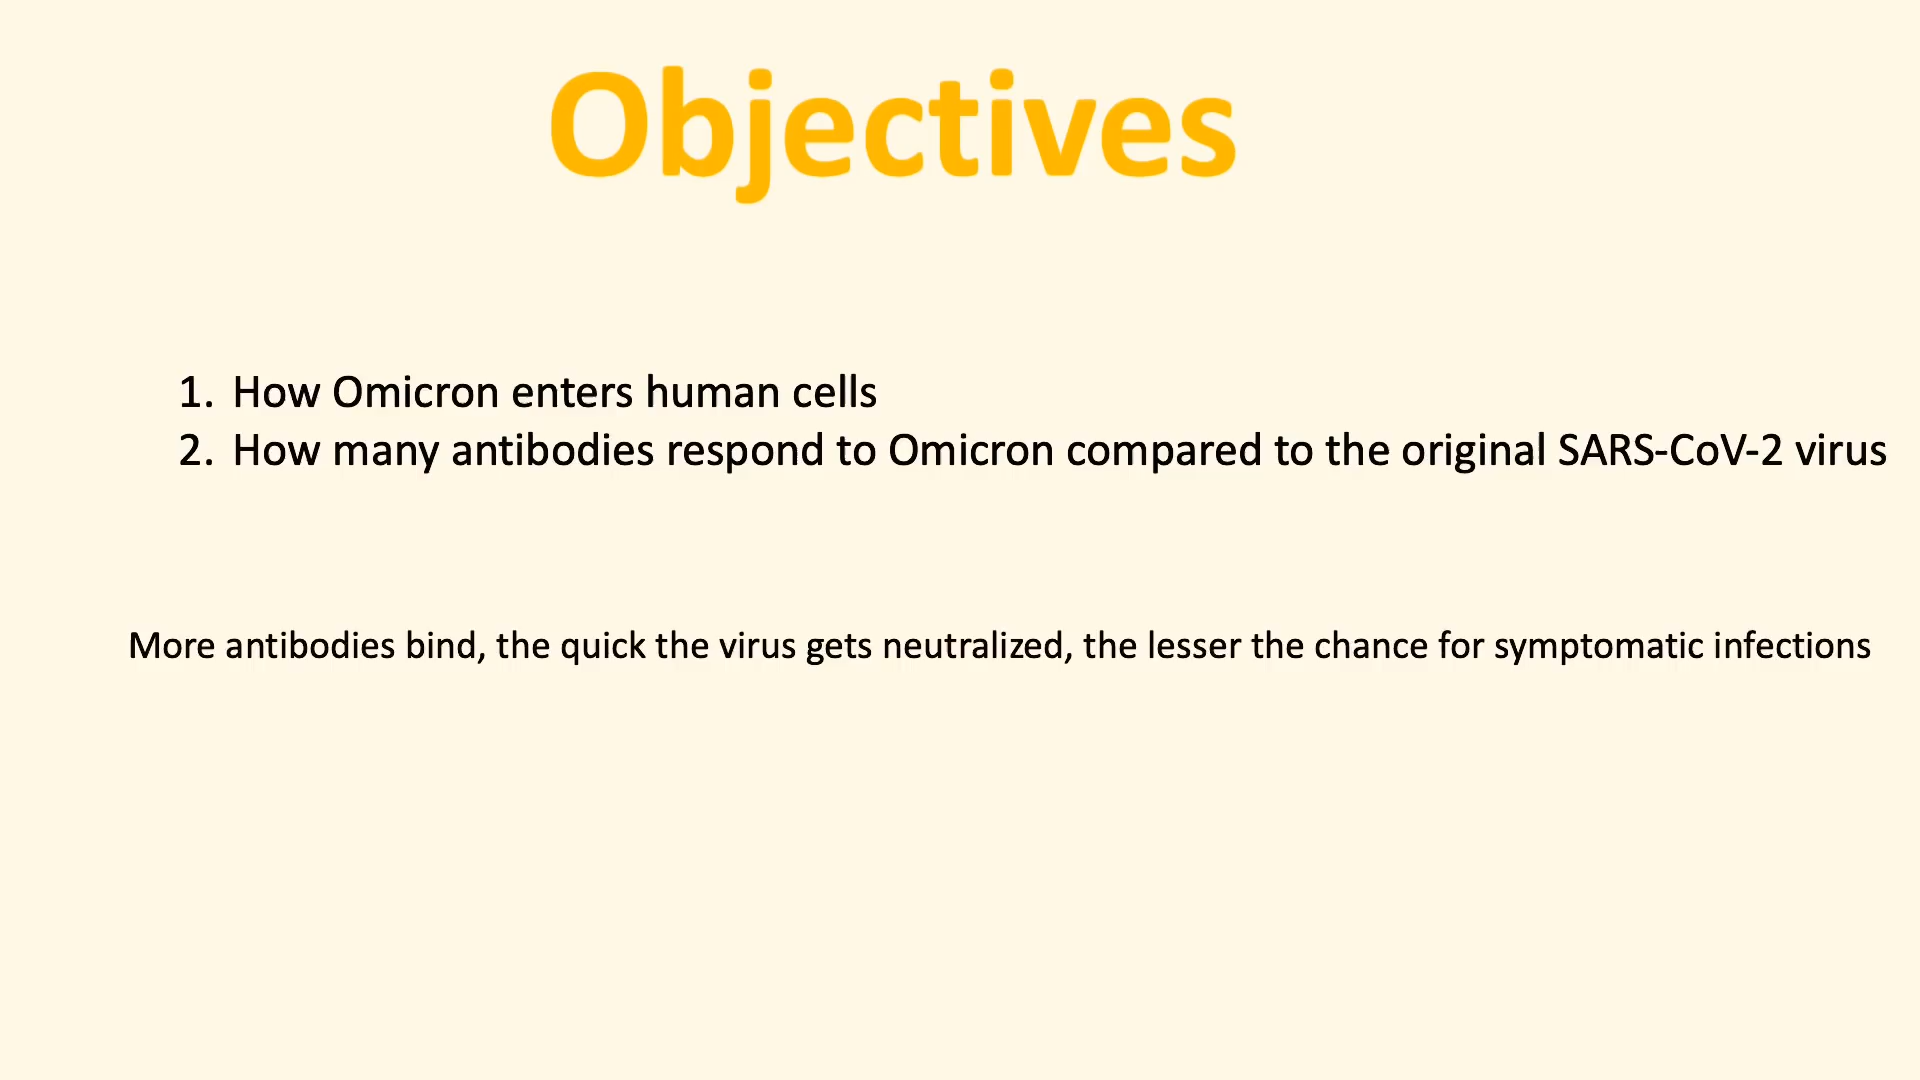 Objectives
1. How Omicron enters human cells
2. How many antibodies respond to Omicron compared to the original SARS-CoV-2 virus
More antibodies bind, the quick the virus gets neutralized, the lesser the chance for symptomatic infections